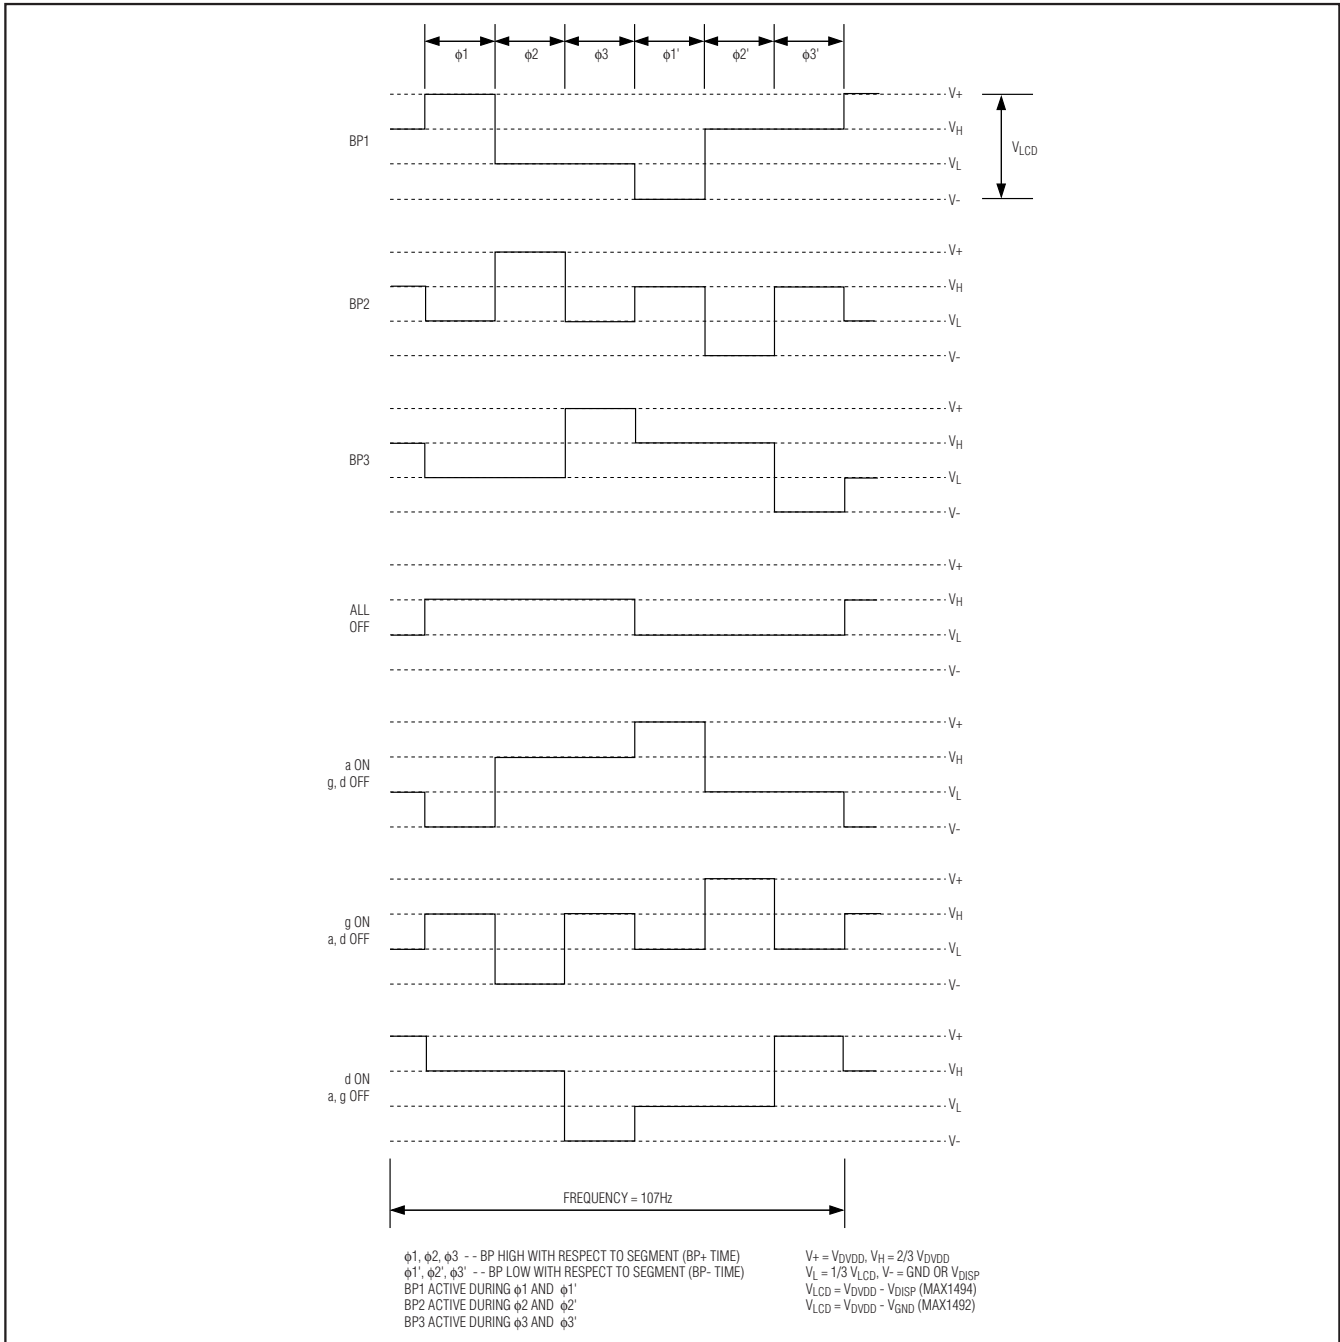 ϕ1 ϕ2 ϕ3 ϕ1' ϕ2' ϕ3'
V+
VH
BP1
VL
V-
VLCD
V+
VH
BP2
VL
V-
V+
VH
BP3
VL
V-
V+
VH
ALL
OFF
VL
V-
V+
VH
a ON
g, d OFF
VL
V-
V+
VH
g ON
a, d OFF
VL
V-
V+
VH
d ON
a, g OFF
VL
V-
FREQUENCY = 107Hz
ϕ1, ϕ2, ϕ3 - - BP HIGH WITH RESPECT TO SEGMENT (BP+ TIME)
ϕ1', ϕ2', ϕ3' - - BP LOW WITH RESPECT TO SEGMENT (BP- TIME)
BP1 ACTIVE DURING ϕ1 AND ϕ1'
BP2 ACTIVE DURING ϕ2 AND ϕ2'
BP3 ACTIVE DURING ϕ3 AND ϕ3'
V+ = VDVDD, VH = 2/3 VDVDD
VL = 1/3 VLCD, V- = GND OR VDISP
VLCD = VDVDD - VDISP (MAX1494)
VLCD = VDVDD - VGND (MAX1492)